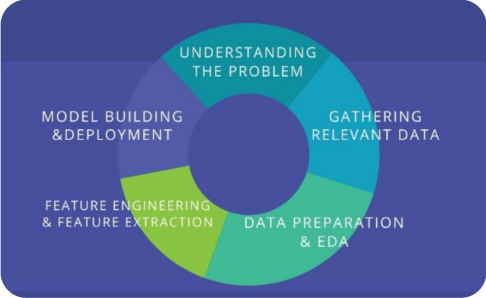 UNDERSTANDING
THE PROBLEM
GATHERING
RELEVANT DATA
DATA PREPARATION
& EDA
FEATURE ENGINEERING
& FEATURE EXTRACTION
MODEL BUILDING
&DEPLOYMENT